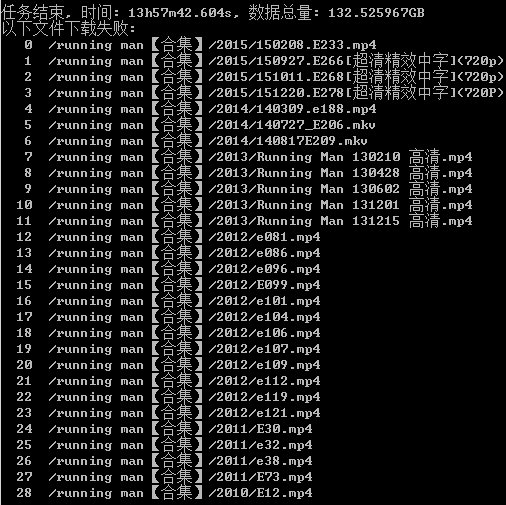 任务结束, 时间: 13h57m42.604s, 数据总量: 132.525967GB
以下文件下载失败:
0 /running man【合集】/2015/150208.E233.mp4
1 /running man【合集】/2015/150927.E266[超清精效中字]<720p)
2 /running man【合集】/2015/151011.E268[超清精效中字]<720p)
3 /running man【合集】/2015/151220.E278[超清精效中字]<720P)
4 /running man【合集】/2014/140309.e188.mp4
5 /running man【合集】/2014/140727_E206.mkv
6 /running man【合集】/2014/140817E209.mkv
7 /running man【合集】/2013/Running Man 130210 高清.mp4
8 /running man【合集】/2013/Running Man 130428 高清.mp4
9 /running man【合集】/2013/Running Man 130602 高清.mp4
10 /running man【合集】/2013/Running Man 131201 高清.mp4
11 /running man【合集】/2013/Running Man 131215 高清.mp4
12 /running man【合集】/2012/e081.mp4
13 /running man【合集】/2012/e086.mp4
14 /running man【合集】/2012/e096.mp4
15 /running man【合集】/2012/E099.mp4
16 /running man【合集】/2012/e101.mp4
17 /running man【合集】/2012/e104.mp4
18 /running man【合集】/2012/e106.mp4
19 /running man【合集】/2012/e107.mp4
20 /running man【合集】/2012/e109.mp4
21 /running man【合集】/2012/e112.mp4
22 /running man【合集】/2012/e119.mp4
23 /running man【合集】/2012/e121.mp4
24 /running man【合集】/2011/E30.mp4
25 /running man【合集】/2011/e32.mp4
26 /running man【合集】/2011/e38.mp4
27 /running man【合集】/2011/E73.mp4
28 /running man【合集】/2010/E12.mp4